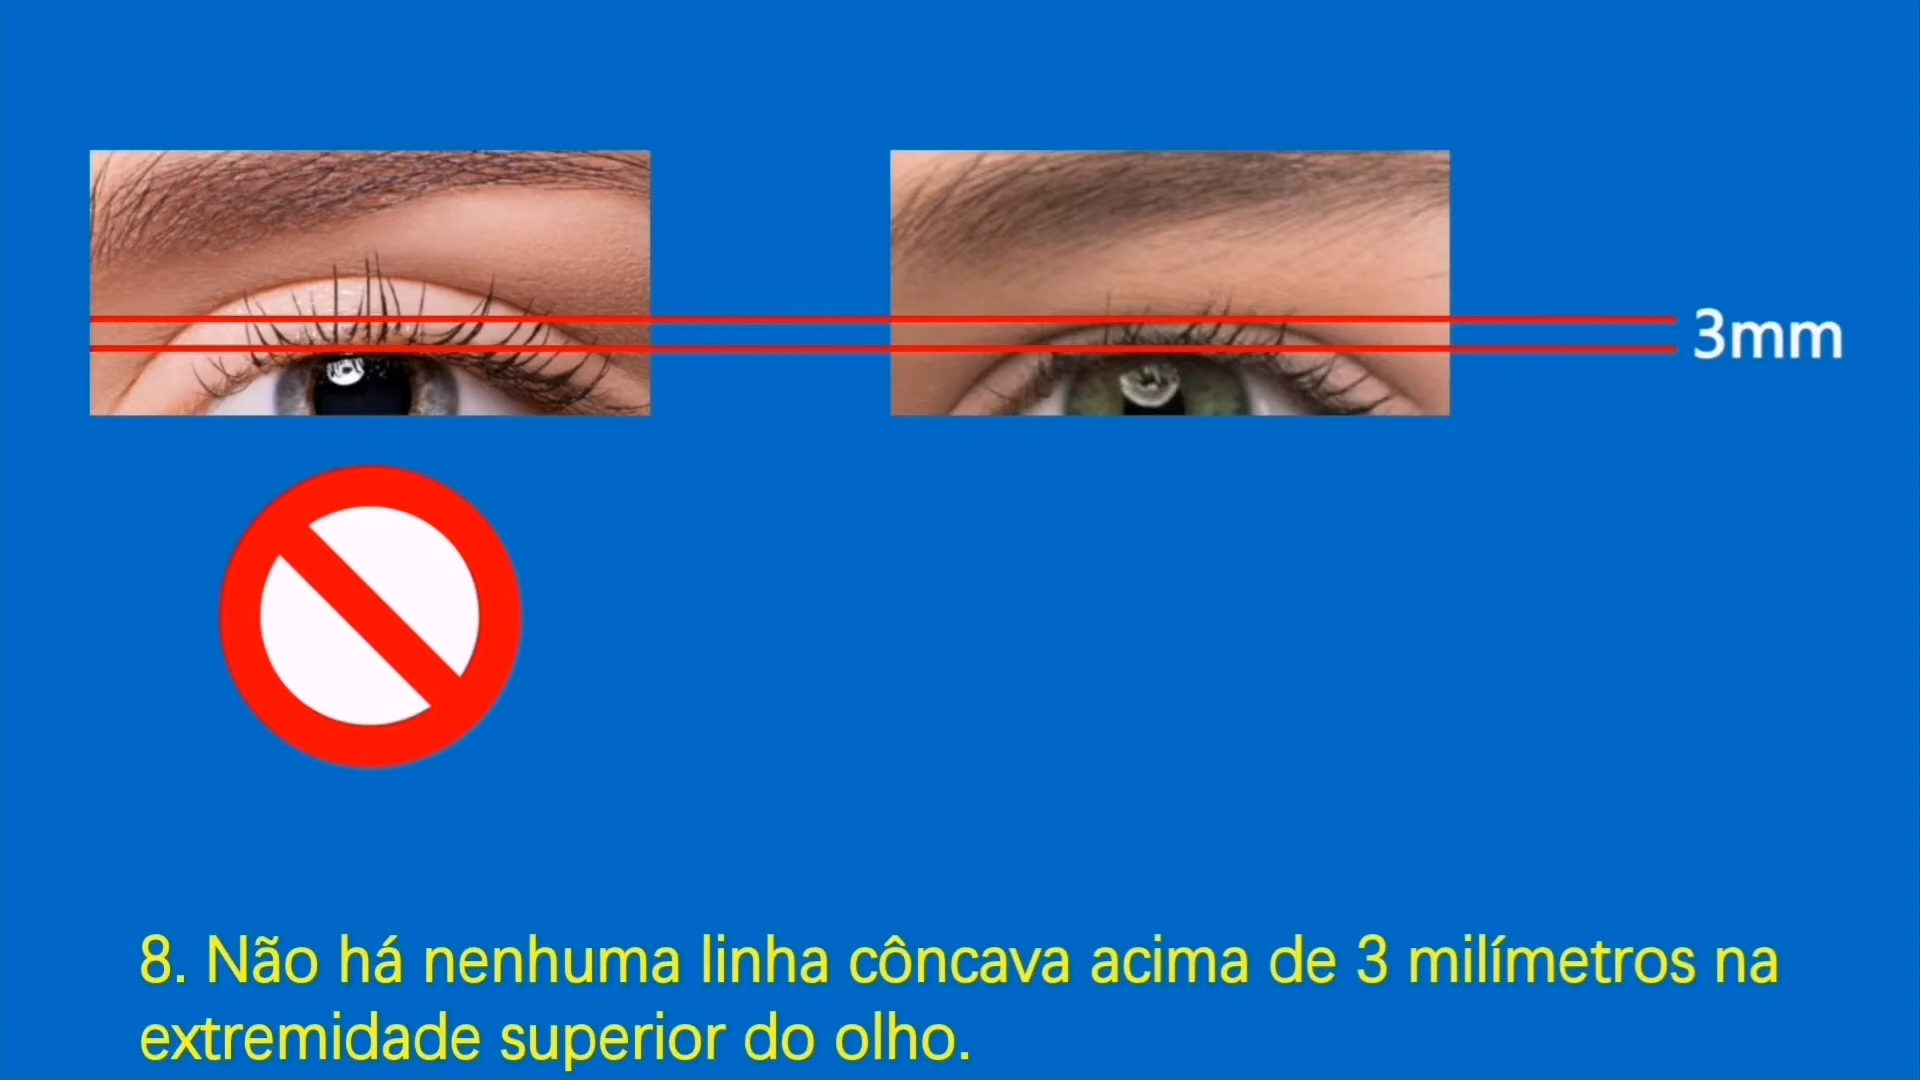 3mm
8. Não há nenhuma linha côncava acima de 3 milímetros na
extremidade superior do olho.